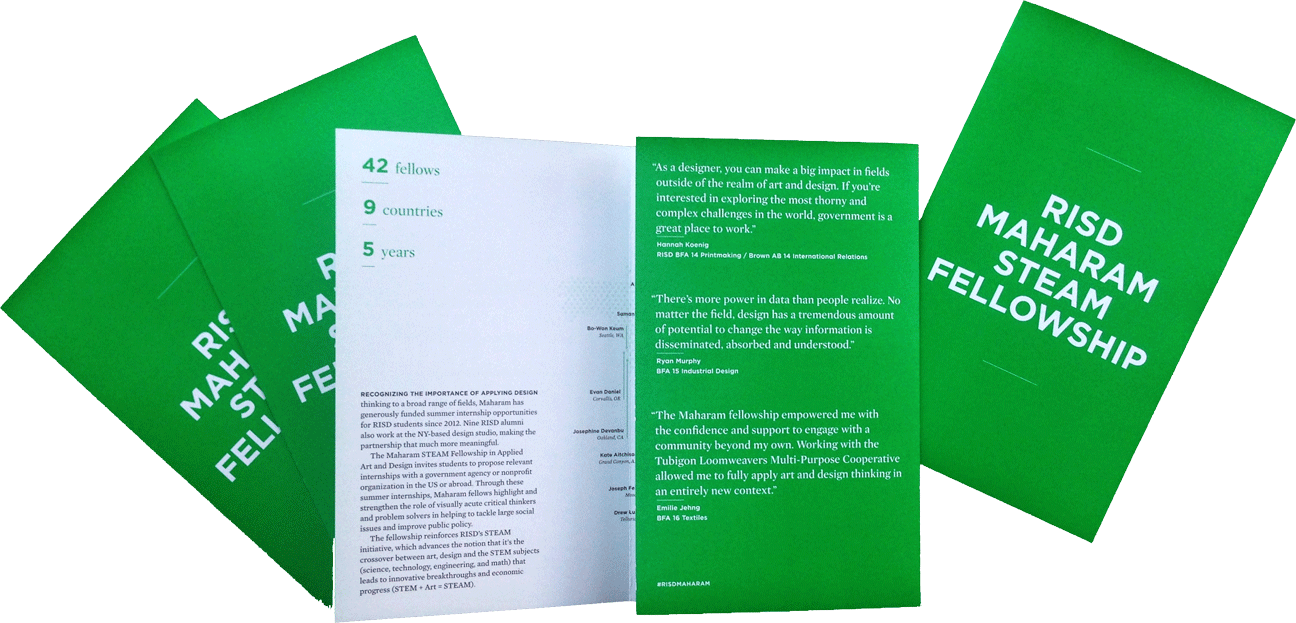 RIS
MAH
ST
FELI
R
MA
S
FE
42 fellows
9 countries
5 years
A
Saman
Bo-Won Keum
Seattle, WA
Evan Daniel
Corvallis, OR
Josephine Devanbu
Oakland, CA
Kate Aitchiso
Grand Canyon, A
Joseph Fe
Mos
Drew Lu
Telluric
RECOGNIZING THE IMPORTANCE OF APPLYING DESIGN
thinking to a broad range of fields, Maharam has
generously funded summer internship opportunities
for RISD students since 2012. Nine RISD alumni
also work at the NY-based design studio, making the
partnership that much more meaningful.
The Maharam STEAM Fellowship in Applied
Art and Design invites students to propose relevant
internships with a government agency or nonprofit
organization in the US or abroad. Through these
summer internships, Maharam fellows highlight and
strengthen the role of visually acute critical thinkers
and problem solvers in helping to tackle large social
issues and improve public policy.
The fellowship reinforces RISD's STEAM
initiative, which advances the notion that it's the
crossover between art, design and the STEM subjects
(science, technology, engineering, and math) that
leads to innovative breakthroughs and economic
progress (STEM + Art = STEAM).
“As a designer, you can make a big impact in fields
outside of the realm of art and design. If you’re
interested in exploring the most thorny and
complex challenges in the world, government is a
great place to work.”
Hannah Koenig
RISD BFA 14 Printmaking / Brown AB 14 International Relations
“There’s more power in data than people realize. No
matter the field, design has a tremendous amount
of potential to change the way information is
disseminated, absorbed and understood.”
Ryan Murphy
BFA 15 Industrial Design
“The Maharam fellowship empowered me with
the confidence and support to engage with a
community beyond my own. Working with the
Tubigon Loomweavers Multi-Purpose Cooperative
allowed me to fully apply art and design thinking in
an entirely new context.”
Emilie Jehng
BFA 16 Textiles
#RISDMAHARAM
RISD
MAHARAM
STEAM
FELLOWSHIP